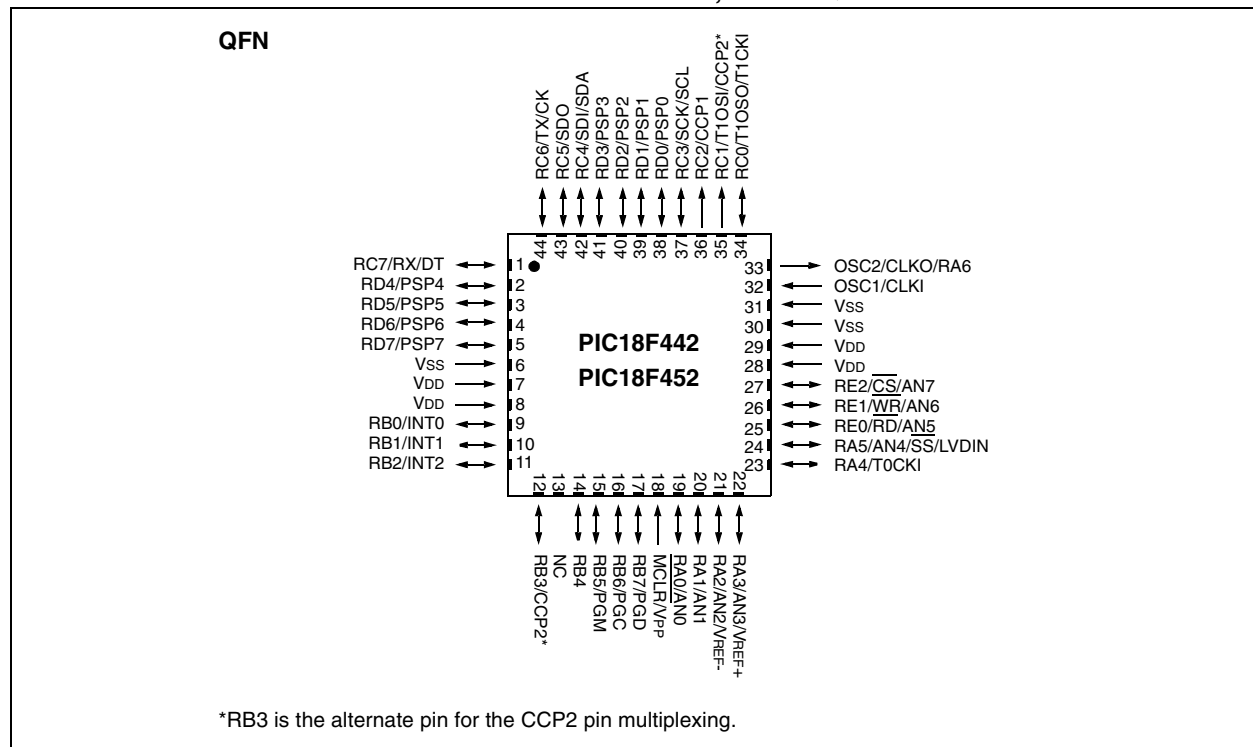 QFN
RC6/TX/CK
RC5/SDO
RC4/SDI/SDA
RD3/PSP3
RD2/PSP2
RD1/PSP1
RD0/PSP0
RC3/SCK/SCL
RC2/CCP1
RC1/T1OSI/CCP2*
RC0/T1OSO/T1CKI
44
43
42
41
40
39
38
37
36
35
34
RC7/RX/DT 1
RD4/PSP4 2
RD5/PSP5 3
RD6/PSP6 4
RD7/PSP7 5
VSS 6
VDD 7
VDD 8
RB0/INT0 9
RB1/INT1 10
RB2/INT2 11
PIC18F442
PIC18F452
33 OSC2/CLKO/RA6
32 OSC1/CLKI
31 VSS
30 VSS
29 VDD
28 VDD
27 RE2/CS/AN7
26 RE1/WR/AN6
25 RE0/RD/AN5
24 RA5/AN4/SS/LVDIN
23 RA4/T0CKI
12
13
14
15
16
17
18
19
20
21
22
RB3/CCP2*
NC
RB4
RB5/PGM
RB6/PGC
RB7/PGD
MCLR/VPP
RA0/AN0
RA1/AN1
RA2/AN2/VREF-
RA3/AN3/VREF+
*RB3 is the alternate pin for the CCP2 pin multiplexing.